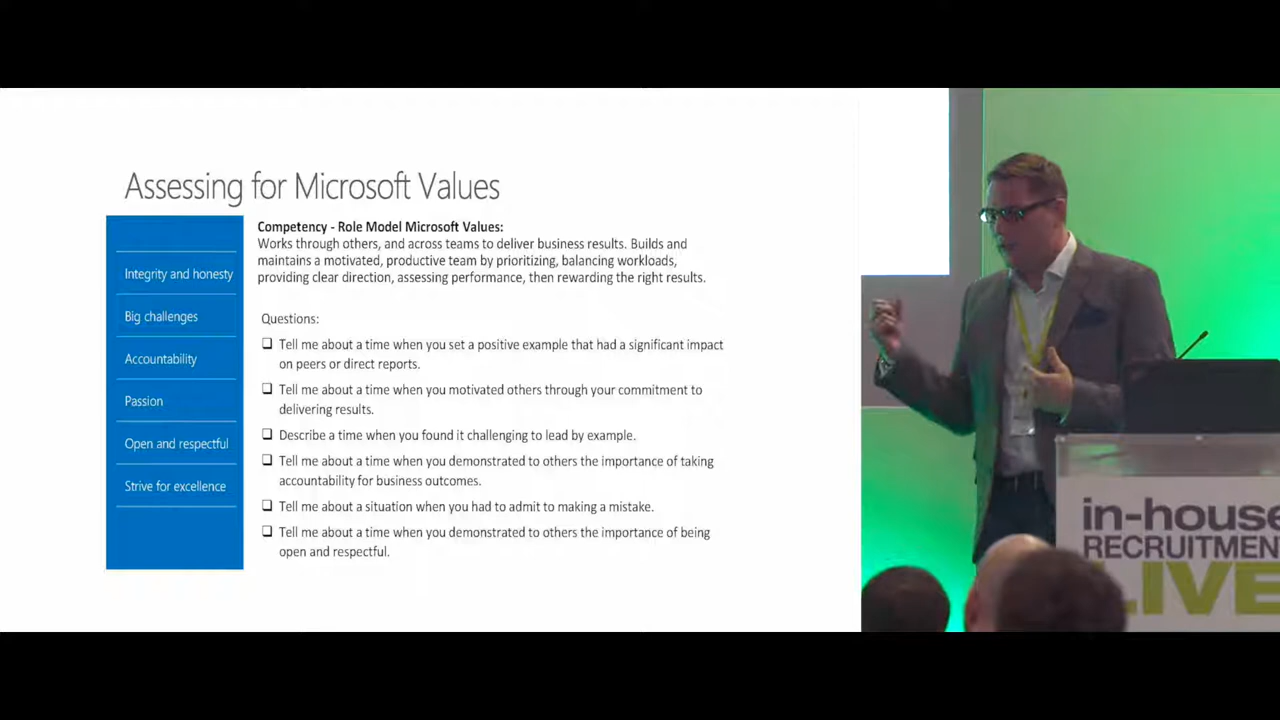 Assessing for Microsoft Values
Integrity and honesty
Big challenges
Accountability
Passion
Open and respectful
Strive for excellence
Competency - Role Model Microsoft Values:
Works through others, and across teams to deliver business results. Builds and
maintains a motivated, productive team by prioritizing, balancing workloads,
providing clear direction, assessing performance, then rewarding the right results.
Questions:
❑ Tell me about a time when you set a positive example that had a significant impact
on peers or direct reports.
❑ Tell me about a time when you motivated others through your commitment to
delivering results.
❑ Describe a time when you found it challenging to lead by example.
❑ Tell me about a time when you demonstrated to others the importance of taking
accountability for business outcomes.
❑ Tell me about a situation when you had to admit to making a mistake.
❑ Tell me about a time when you demonstrated to others the importance of being
open and respectful.
in-house
RECRUITMEN
LIVE